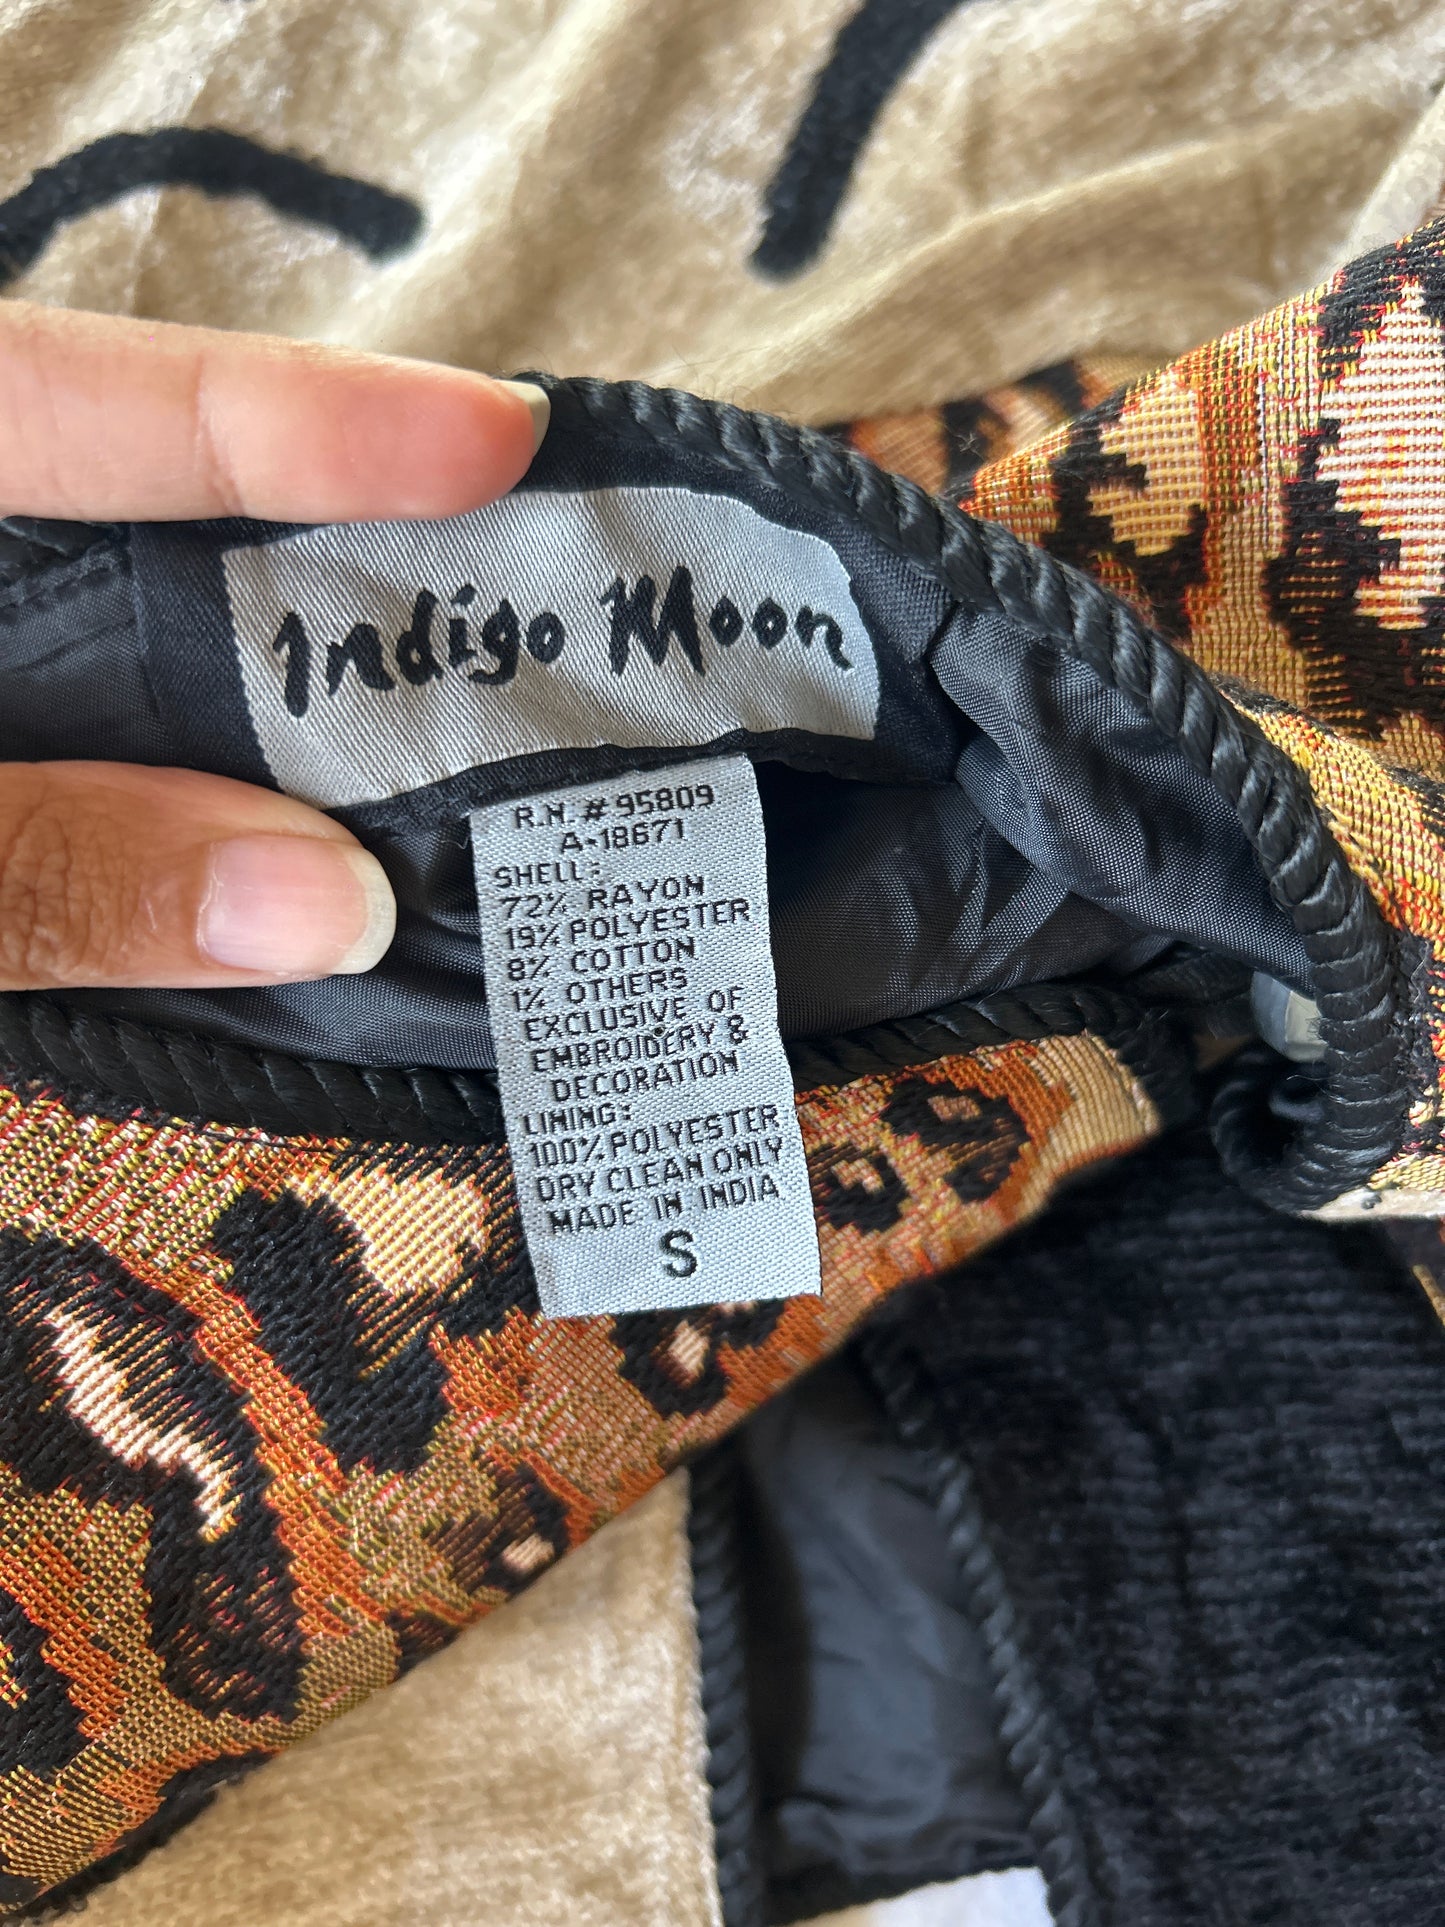 Indigo Moon
R.N. # 95809
A-18671
SHELL:
72% RAYON
19% POLYESTER
8% COTTON
1% OTHERS
EXCLUSIVE OF
EMBROIDERY &
DECORATION
LINING:
100% POLYESTER
DRY CLEAN ONLY
MADE IN INDIA
S